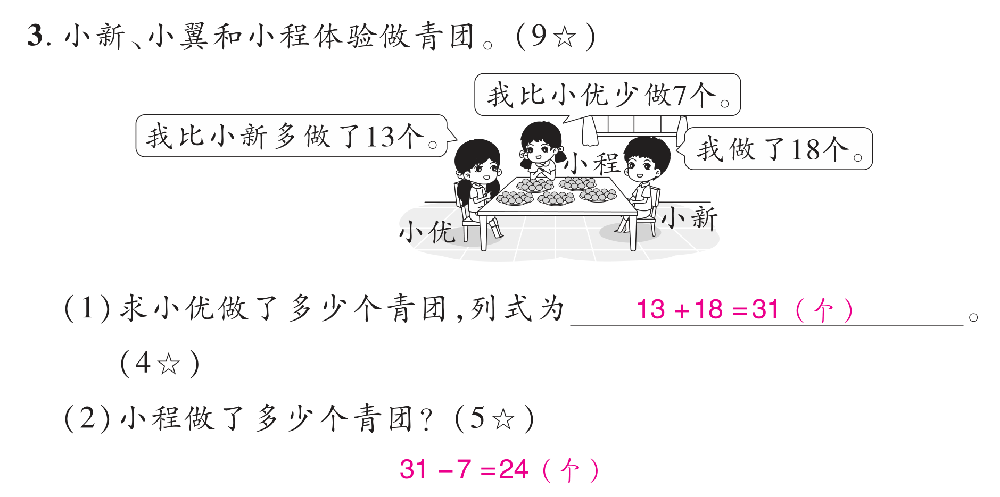 3. 小新、小翼和小程体验做青团。(9☆)
我比小优少做7个。
我比小新多做了13个。
我做了18个。
小程
小新
小优
(1)求小优做了多少个青团,列式为 13+18=31(个)。
(4☆)
(2)小程做了多少个青团?(5☆)
31-7=24(个)